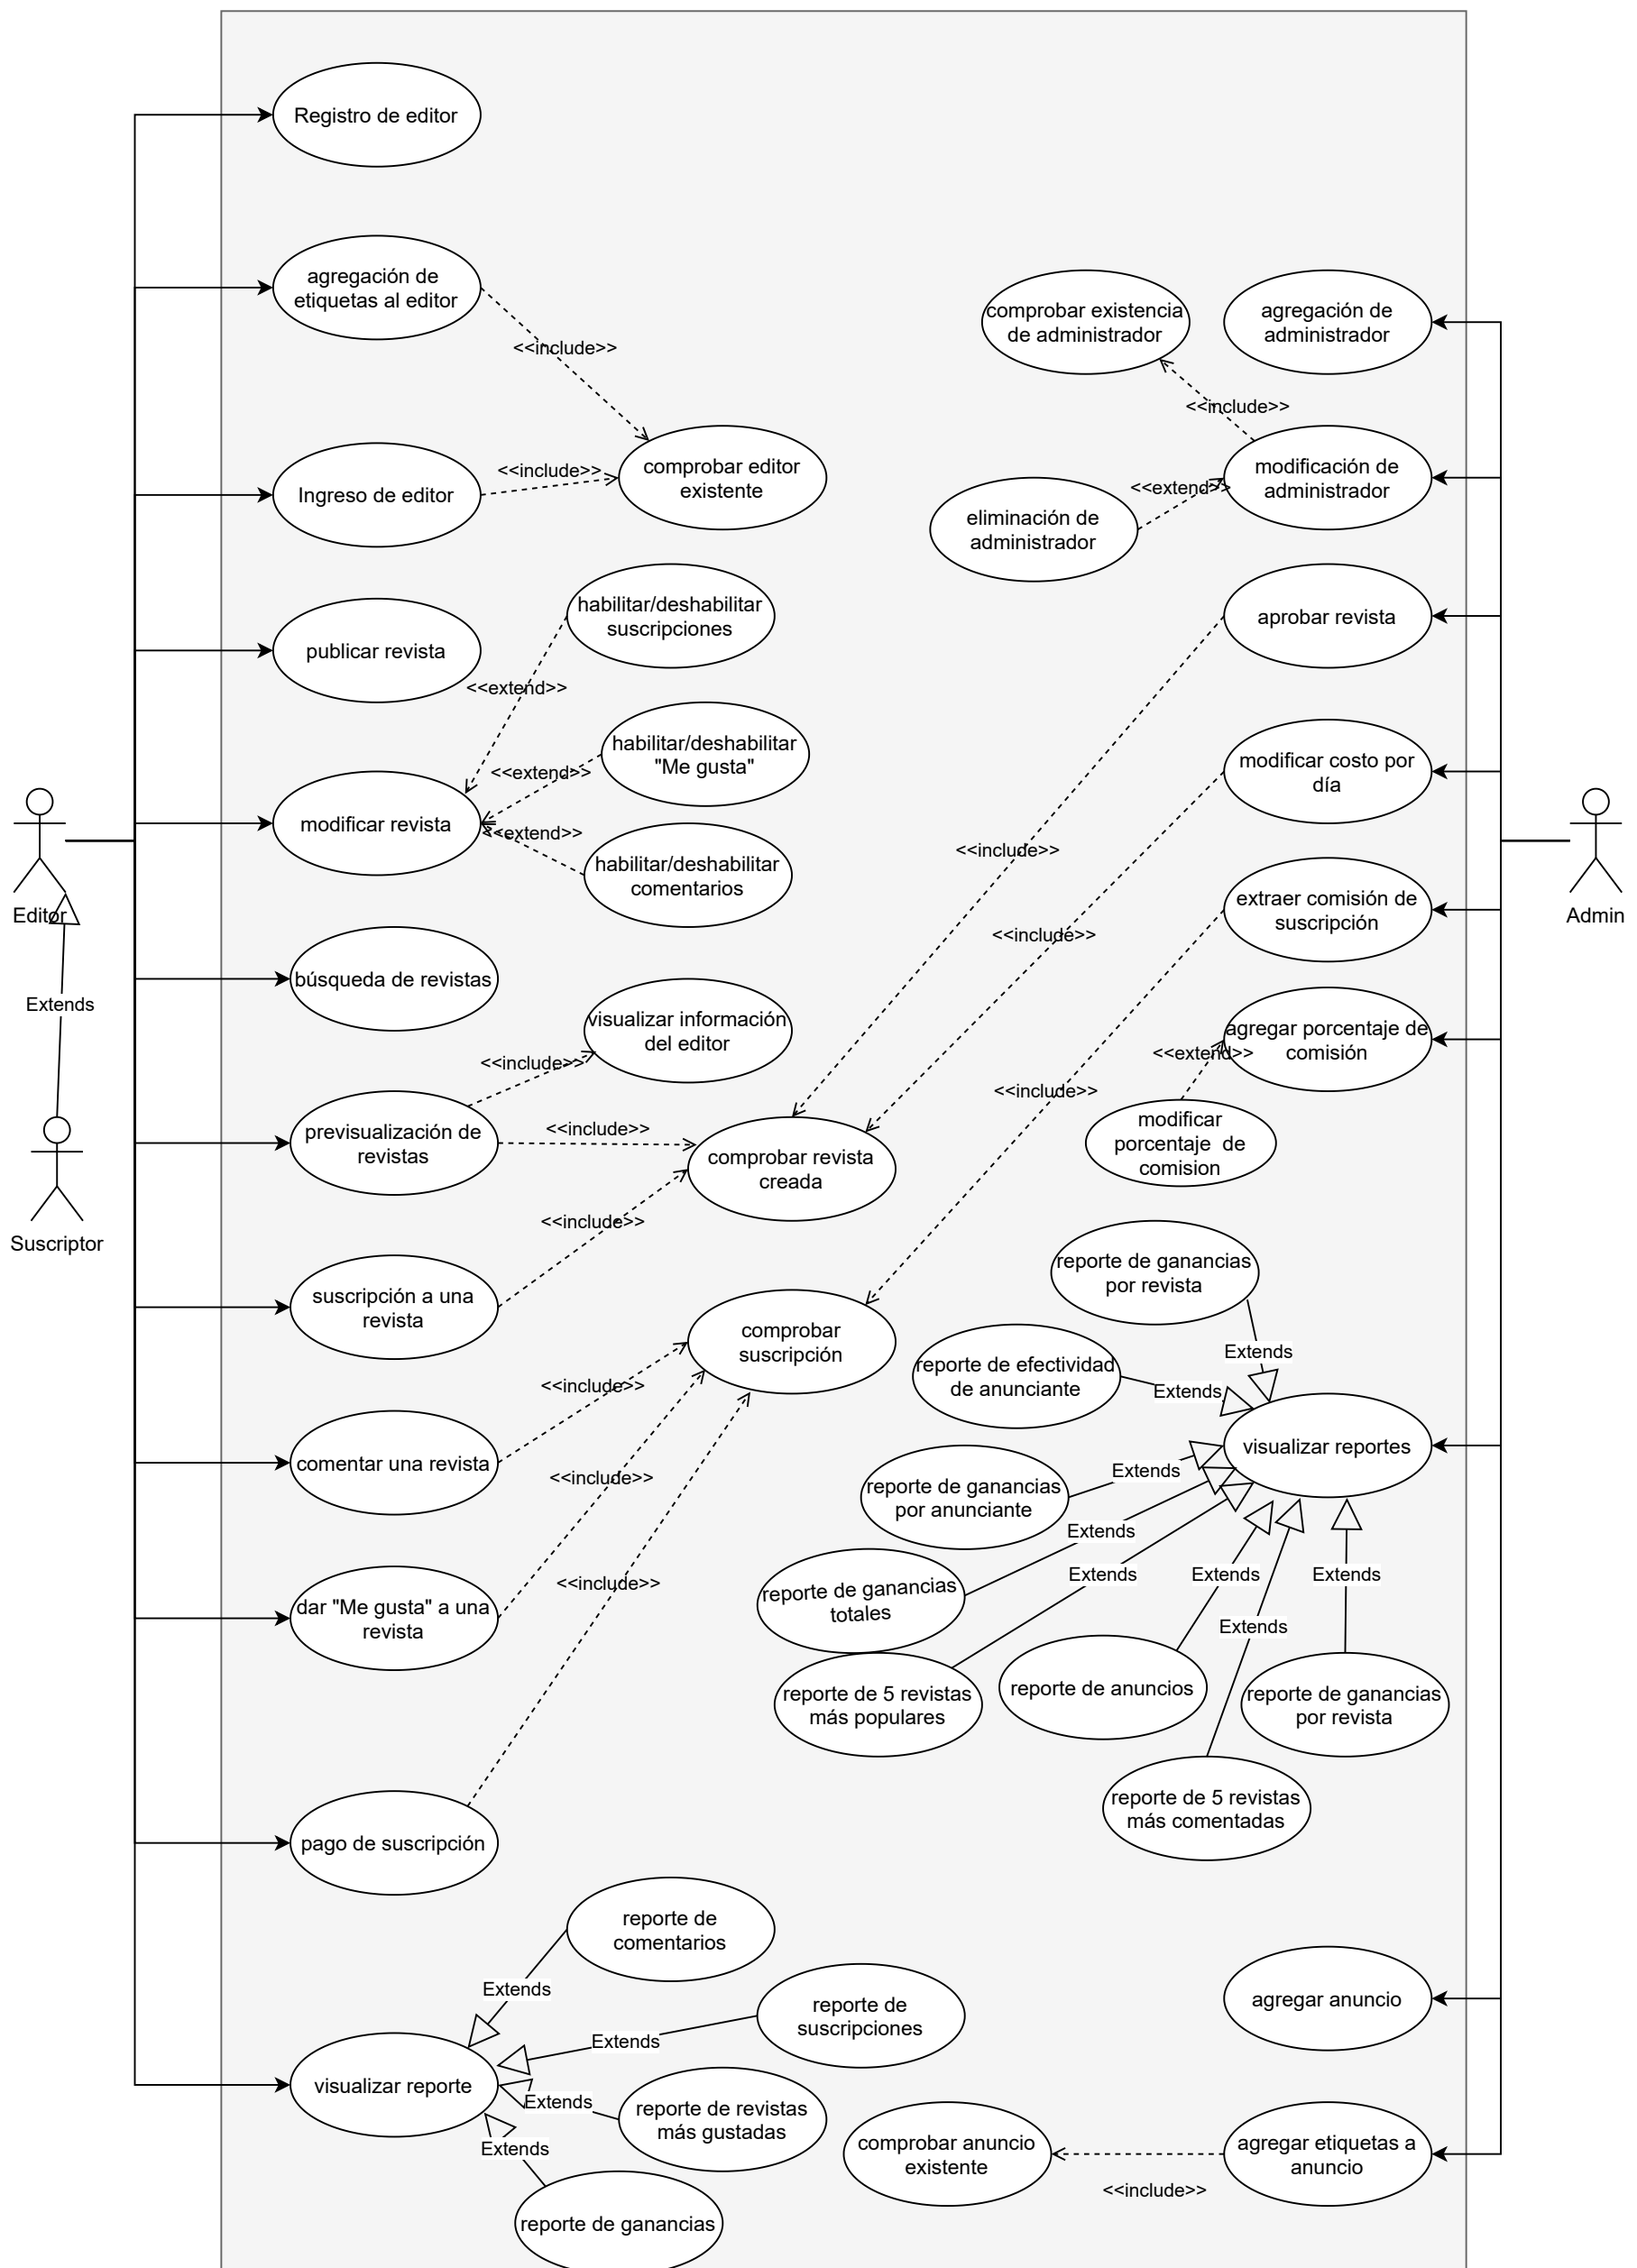 Registro de editor
agregación de
etiquetas al editor
<<include>>
comprobar existencia
de administrador
agregación de
administrador
<<include>>
Ingreso de editor
<<include>>
comprobar editor
existente
modificación de
administrador
<<extend>>
eliminación de
administrador
publicar revista
habilitar/deshabilitar
suscripciones
aprobar revista
<<extend>>
habilitar/deshabilitar
"Me gusta"
modificar costo por
día
<<extend>>
modificar revista
<<extend>>
habilitar/deshabilitar
comentarios
<<include>>
Editor
Admin
extraer comisión de
suscripción
<<include>>
búsqueda de revistas
Extends
visualizar información
del editor
agregar porcentaje de
comisión
<<extend>>
<<include>>
<<include>>
previsualización de
revistas
<<include>>
modificar
porcentaje  de
comision
comprobar revista
creada
Suscriptor
<<include>>
reporte de ganancias
por revista
suscripción a una
revista
comprobar
suscripción
Extends
reporte de efectividad
de anunciante
Extends
<<include>>
comentar una revista
<<include>>
visualizar reportes
Extends
reporte de ganancias
por anunciante
Extends
Extends
Extends
Extends
<<include>>
reporte de ganancias
totales
dar "Me gusta" a una
revista
Extends
reporte de 5 revistas
más populares
reporte de anuncios
reporte de ganancias
por revista
reporte de 5 revistas
más comentadas
pago de suscripción
reporte de
comentarios
Extends
reporte de
suscripciones
agregar anuncio
Extends
visualizar reporte
Extends
reporte de revistas
más gustadas
Extends
comprobar anuncio
existente
agregar etiquetas a
anuncio
<<include>>
reporte de ganancias